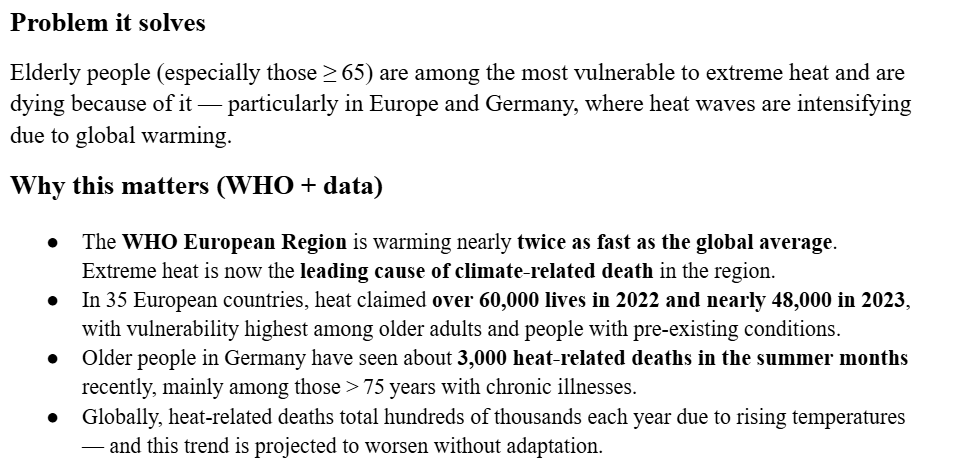 Problem it solves
Elderly people (especially those ≥ 65) are among the most vulnerable to extreme heat and are
dying because of it — particularly in Europe and Germany, where heat waves are intensifying
due to global warming.
Why this matters (WHO + data)
● The WHO European Region is warming nearly twice as fast as the global average.
Extreme heat is now the leading cause of climate-related death in the region.
● In 35 European countries, heat claimed over 60,000 lives in 2022 and nearly 48,000 in 2023,
with vulnerability highest among older adults and people with pre-existing conditions.
● Older people in Germany have seen about 3,000 heat-related deaths in the summer months
recently, mainly among those > 75 years with chronic illnesses.
● Globally, heat-related deaths total hundreds of thousands each year due to rising temperatures
— and this trend is projected to worsen without adaptation.